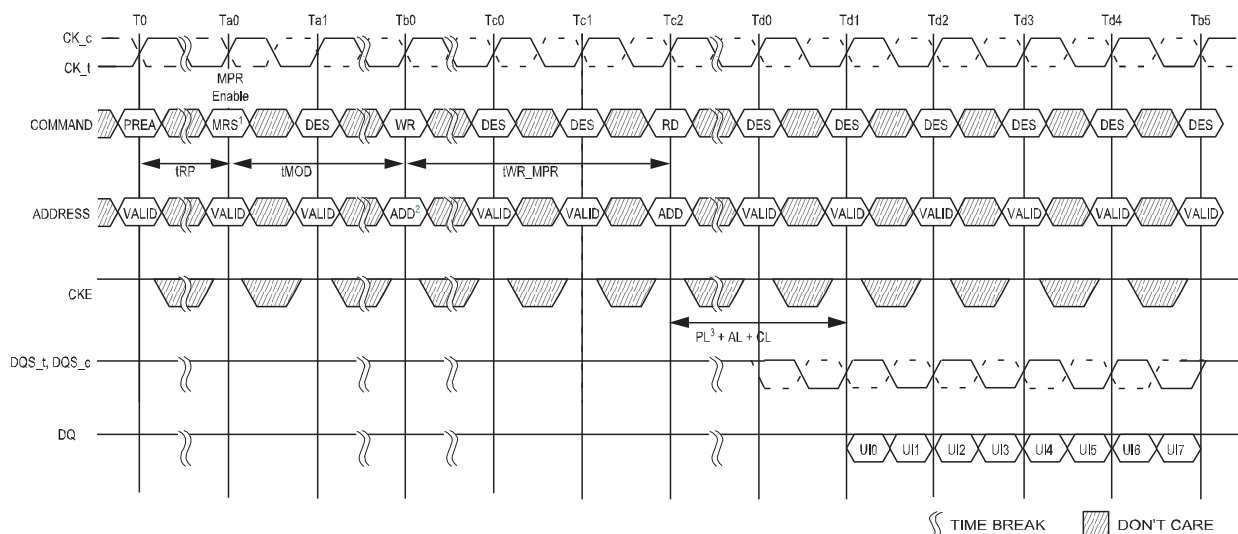 T0 Ta0 Ta1 Tb0 Tc0 Tc1 Tc2 Td0 Td1 Td2 Td3 Td4 Tb5
CK_c
CK_t
MPR
Enable
COMMAND PREA MRS¹ DES WR DES DES RD DES DES DES DES DES DES
tRP tMOD tWR_MPR
ADDRESS VALID VALID VALID ADD² VALID VALID ADD VALID VALID VALID VALID VALID VALID
CKE
PL³ + AL + CL
DQS_t, DQS_c
DQ UI0 UI1 UI2 UI3 UI4 UI5 UI6 UI7
TIME BREAK DON'T CARE